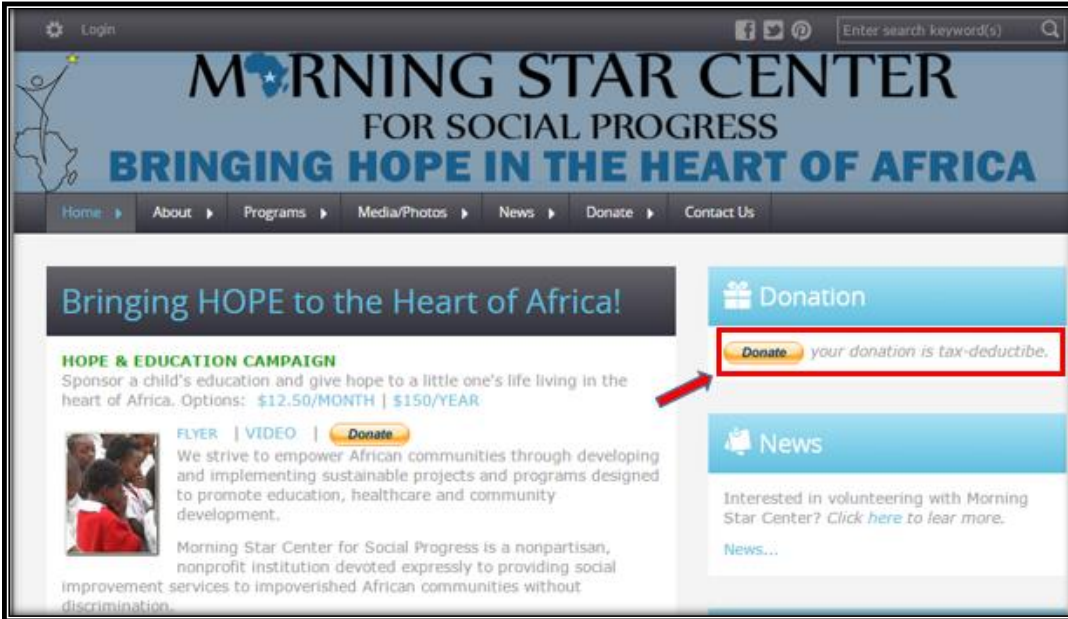 Login
Enter search keyword(s)
MORNING STAR CENTER
FOR SOCIAL PROGRESS
BRINGING HOPE IN THE HEART OF AFRICA
Home About Programs Media/Photos News Donate Contact Us
Bringing HOPE to the Heart of Africa!
HOPE & EDUCATION CAMPAIGN
Sponsor a child's education and give hope to a little one's life living in the
heart of Africa. Options: $12.50/MONTH | $150/YEAR
FLYER | VIDEO | Donate
We strive to empower African communities through developing
and implementing sustainable projects and programs designed
to promote education, healthcare and community
development.
Morning Star Center for Social Progress is a nonpartisan,
nonprofit institution devoted expressly to providing social
improvement services to impoverished African communities without
discrimination.
Donation
Donate your donation is tax-deductibe.
News
Interested in volunteering with Morning
Star Center? Click here to lear more.
News...